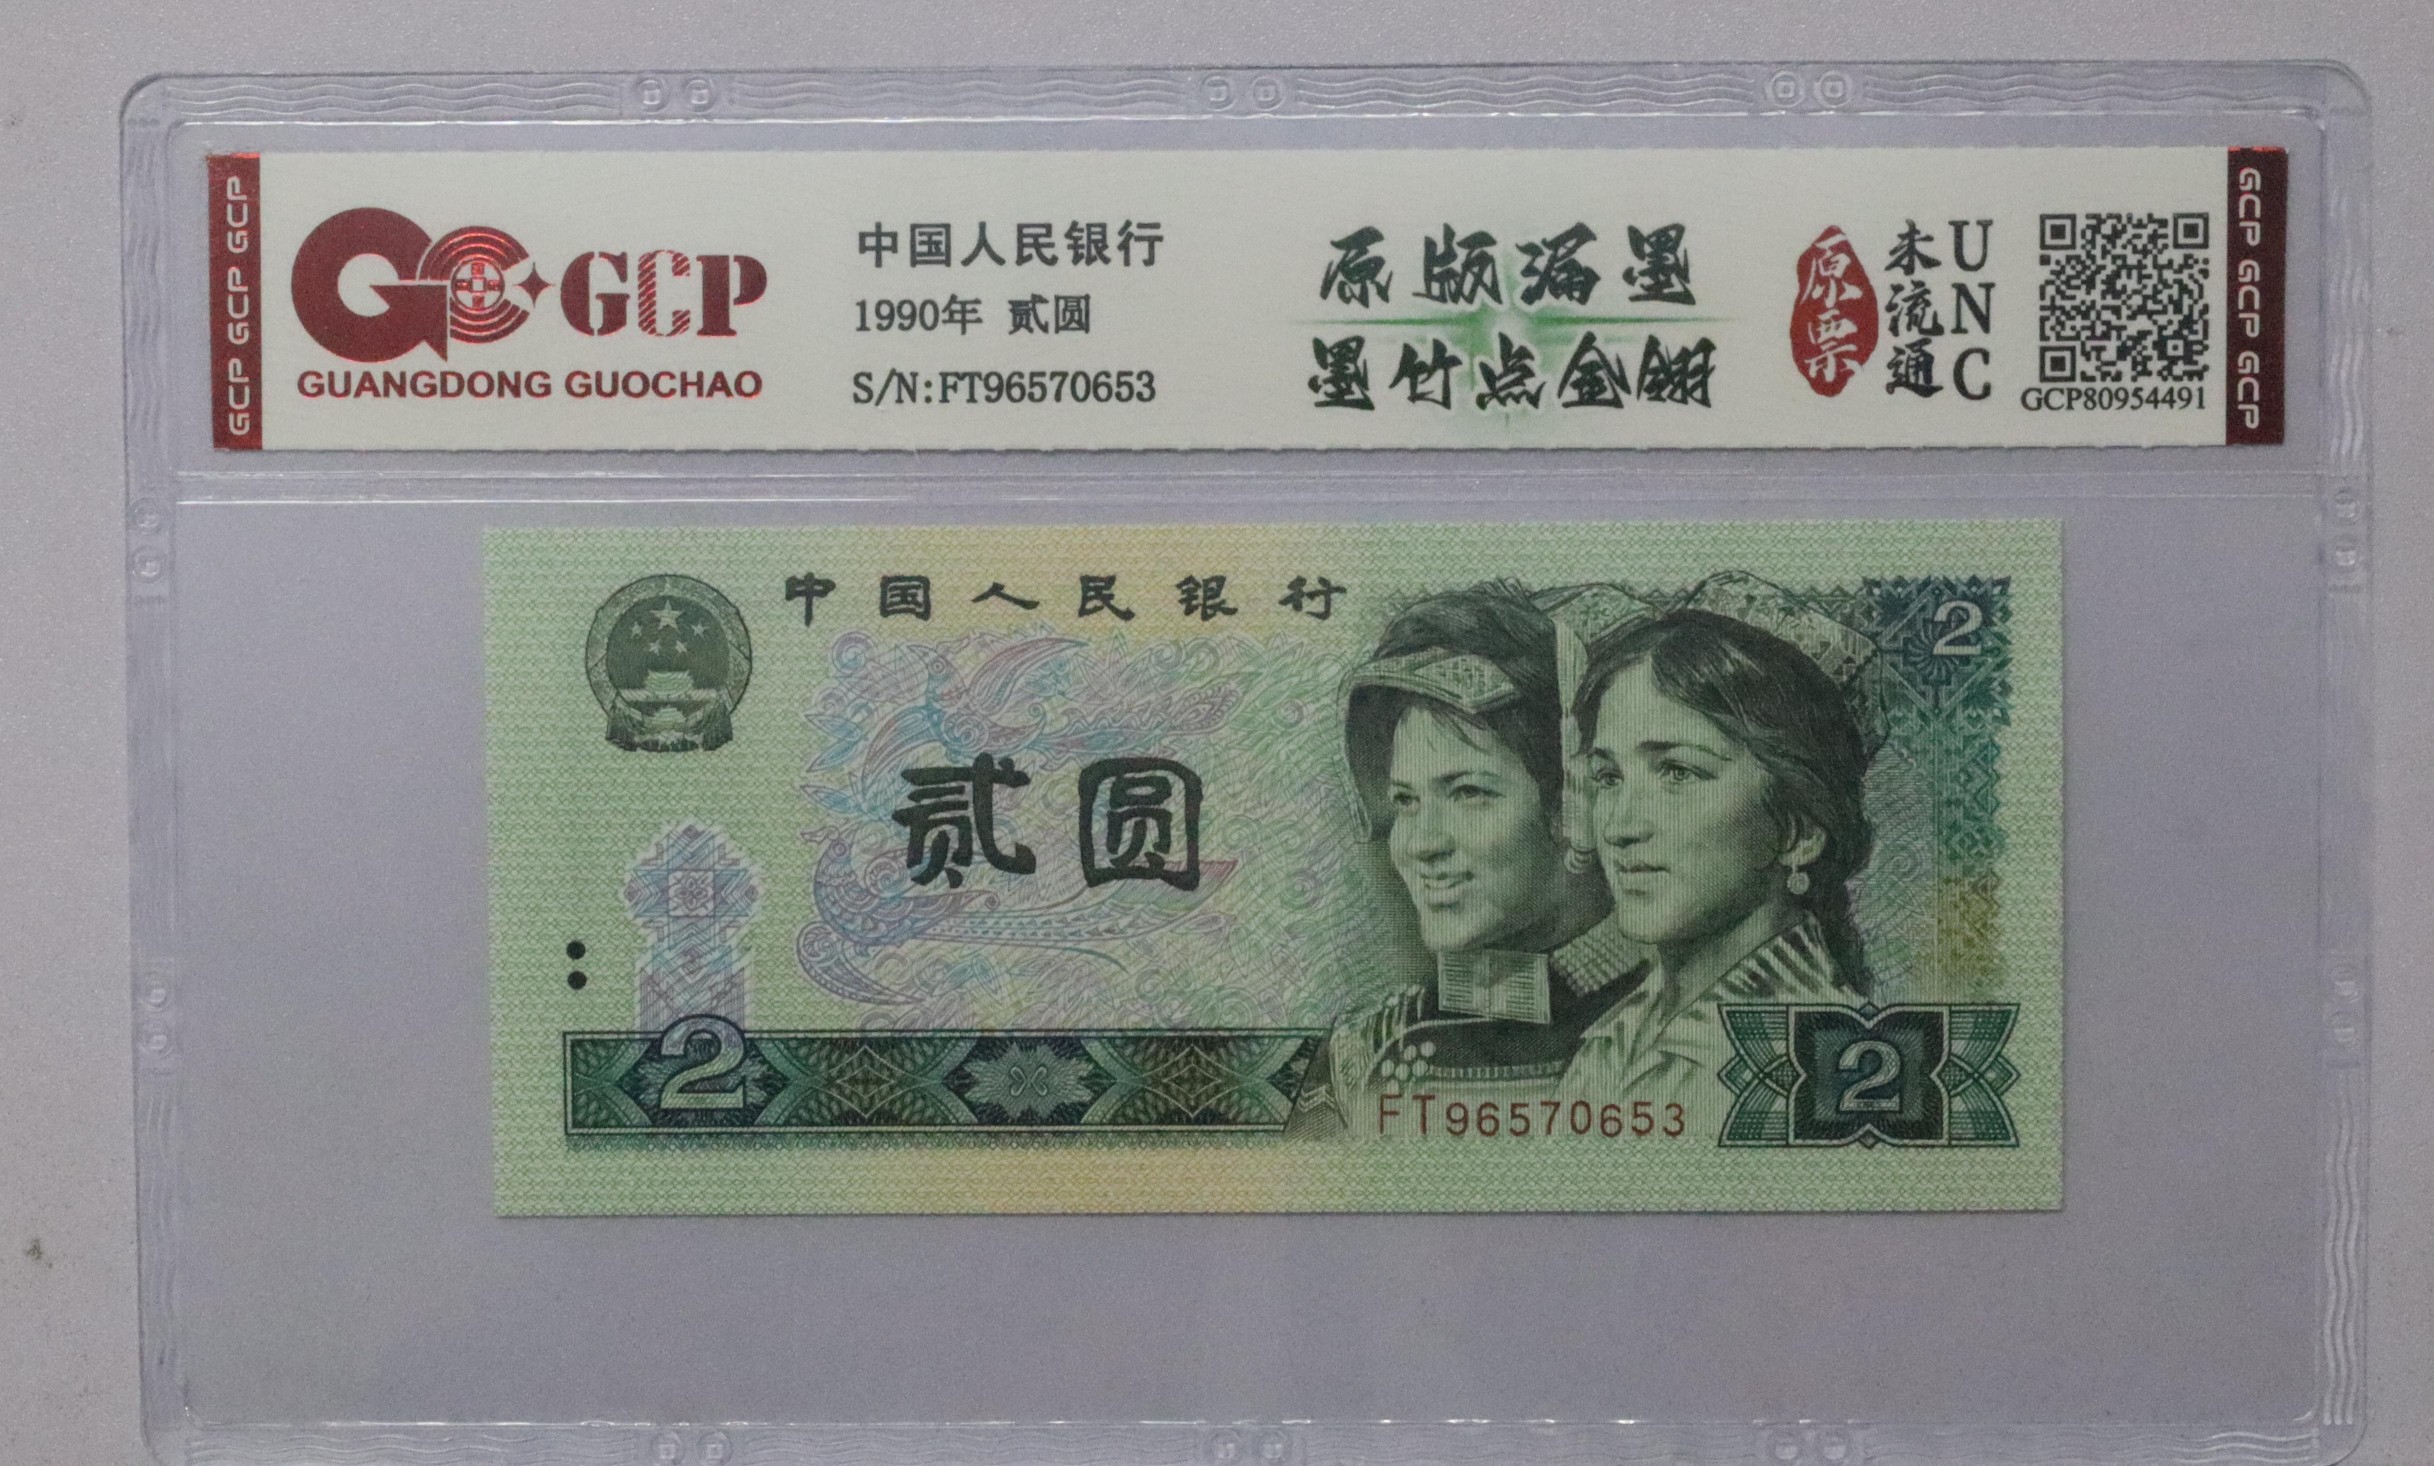 GCP GCP GCP
GCP
GUANGDONG GUOCHAO
中国人民银行
1990年 贰圆
S/N:FT96570653
原版漏墨
墨竹点金翎
原票
未流通
UNC
GCP80954491
GCP GCP GCP
中国人民银行
2
贰圆
2
FT96570653
2